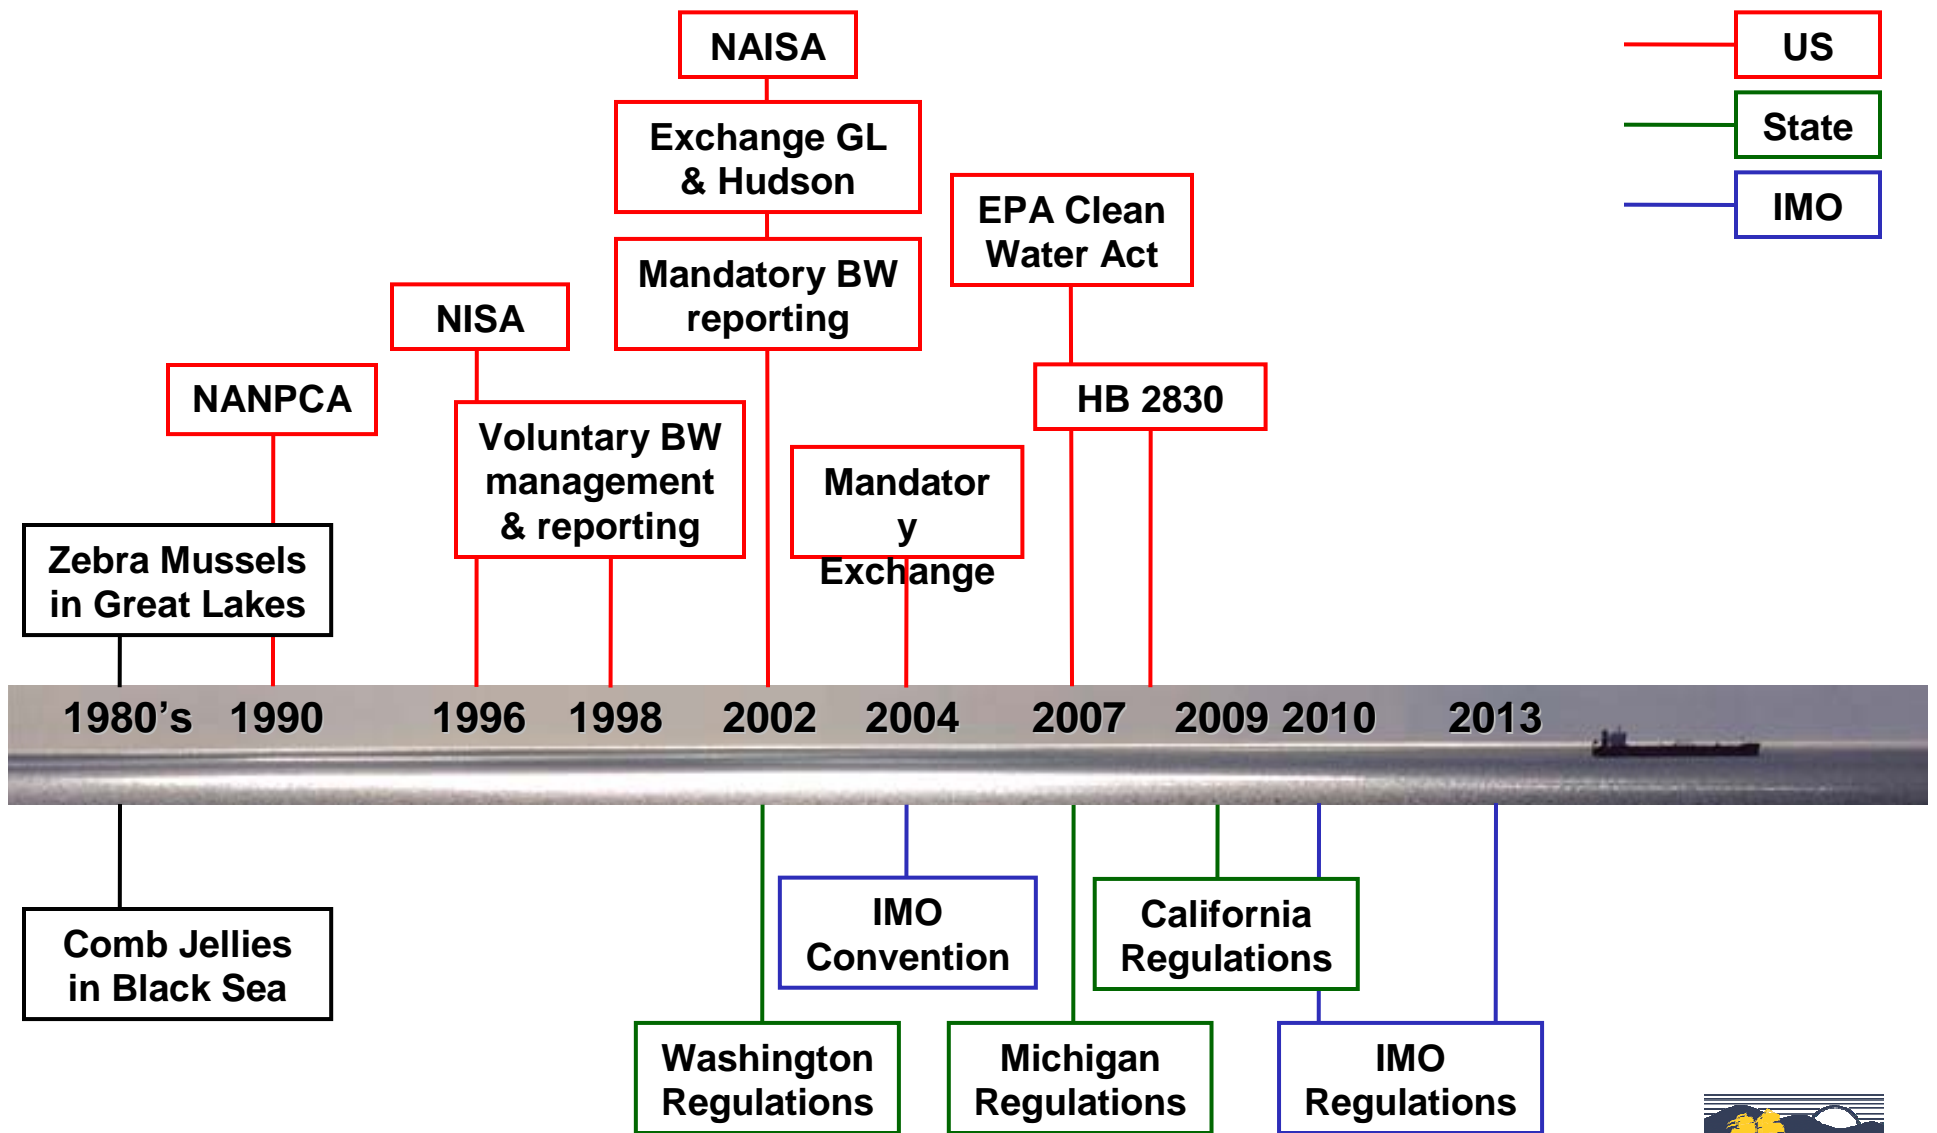 NAISA
US
Exchange GL
& Hudson
State
EPA Clean
Water Act
IMO
Mandatory BW
reporting
NISA
NANPCA
HB 2830
Voluntary BW
management
& reporting
Mandator
y
Exchange
Zebra Mussels
in Great Lakes
1980’s 1990 1996 1998 2002 2004 2007 2009 2010 2013
Comb Jellies
in Black Sea
IMO
Convention
California
Regulations
Washington
Regulations
Michigan
Regulations
IMO
Regulations